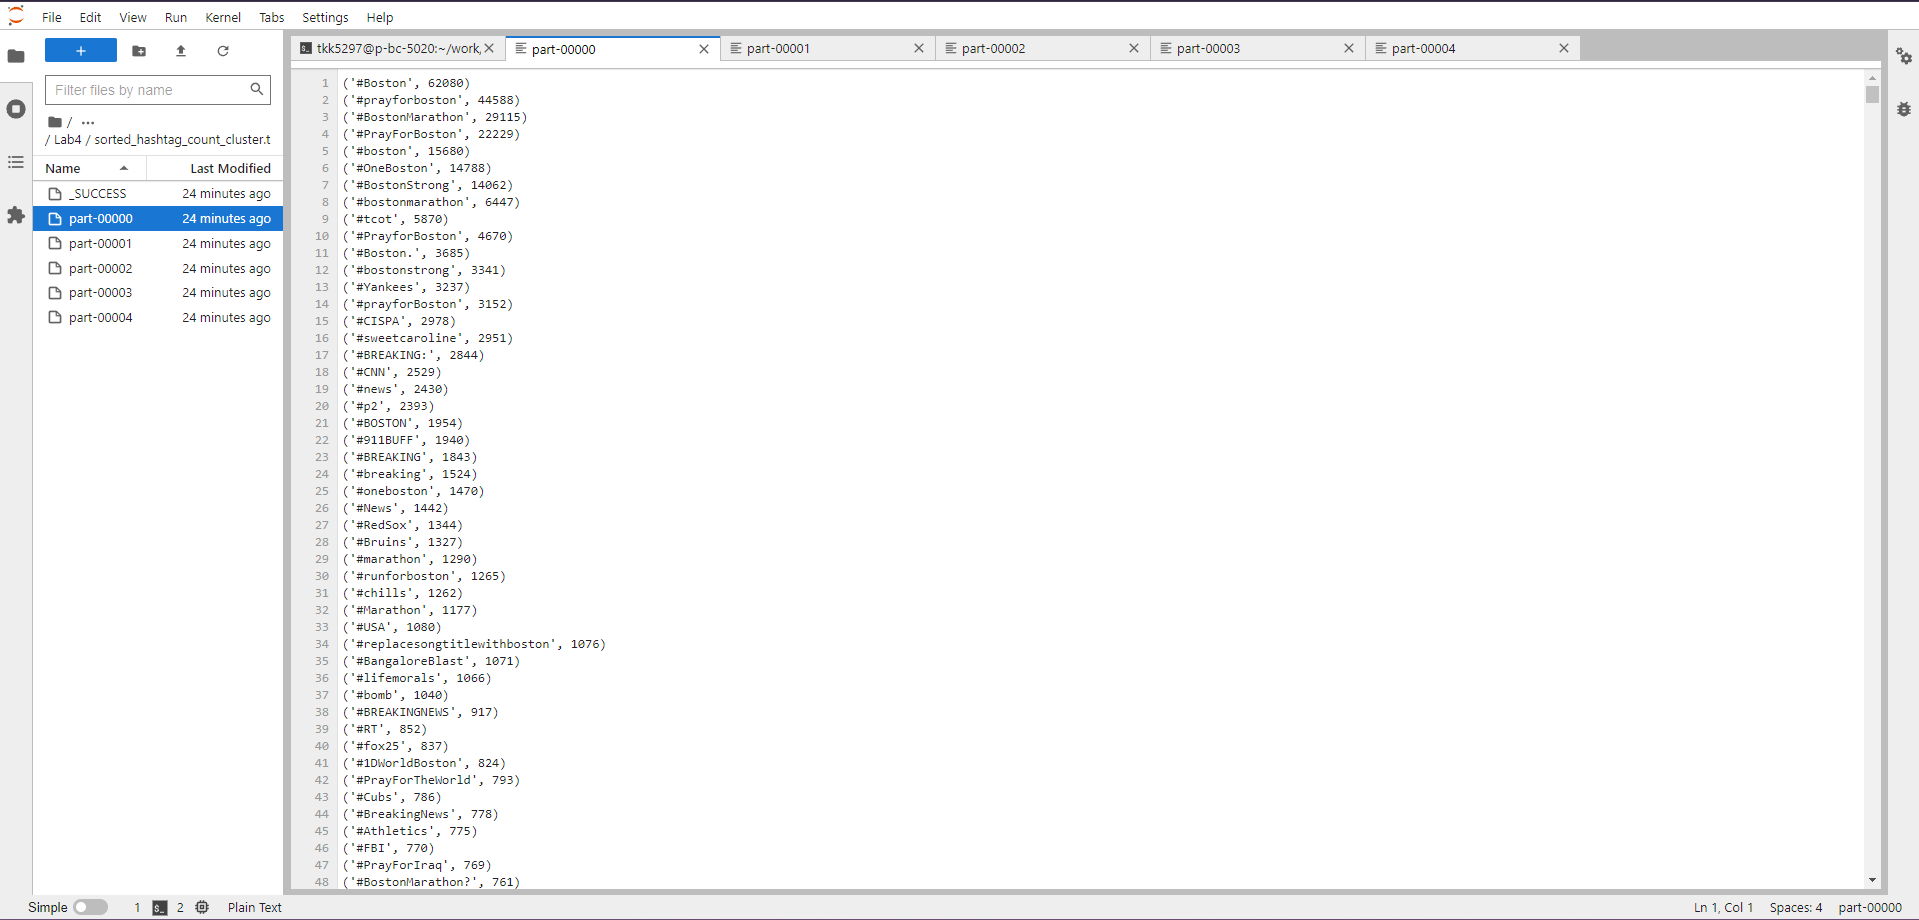 File Edit View Run Kernel Tabs Settings Help
tkk5297@p-bc-5020:~/work,
part-00000
part-00001
part-00002
part-00003
part-00004
+
Filter files by name
/ ...
/ Lab4 / sorted_hashtag_count_cluster.t
Name Last Modified
_SUCCESS 24 minutes ago
part-00000 24 minutes ago
part-00001 24 minutes ago
part-00002 24 minutes ago
part-00003 24 minutes ago
part-00004 24 minutes ago
1 ('#Boston', 62080)
2 ('#prayforboston', 44588)
3 ('#BostonMarathon', 29115)
4 ('#PrayForBoston', 22229)
5 ('#boston', 15680)
6 ('#OneBoston', 14788)
7 ('#BostonStrong', 14062)
8 ('#bostonmarathon', 6447)
9 ('#tcot', 5870)
10 ('#PrayforBoston', 4670)
11 ('#Boston.', 3685)
12 ('#bostonstrong', 3341)
13 ('#Yankees', 3237)
14 ('#prayforBoston', 3152)
15 ('#CISPA', 2978)
16 ('#sweetcaroline', 2951)
17 ('#BREAKING:', 2844)
18 ('#CNN', 2529)
19 ('#news', 2430)
20 ('#p2', 2393)
21 ('#BOSTON', 1954)
22 ('#911BUFF', 1940)
23 ('#BREAKING', 1843)
24 ('#breaking', 1524)
25 ('#oneboston', 1470)
26 ('#News', 1442)
27 ('#RedSox', 1344)
28 ('#Bruins', 1327)
29 ('#marathon', 1290)
30 ('#runforboston', 1265)
31 ('#chills', 1262)
32 ('#Marathon', 1177)
33 ('#USA', 1080)
34 ('#replacesongtitlewithboston', 1076)
35 ('#BangaloreBlast', 1071)
36 ('#lifemorals', 1066)
37 ('#bomb', 1040)
38 ('#BREAKINGNEWS', 917)
39 ('#RT', 852)
40 ('#fox25', 837)
41 ('#1DWorldBoston', 824)
42 ('#PrayForTheWorld', 793)
43 ('#Cubs', 786)
44 ('#BreakingNews', 778)
45 ('#Athletics', 775)
46 ('#FBI', 770)
47 ('#PrayForIraq', 769)
48 ('#BostonMarathon?', 761)
Simple 1 2 Plain Text Ln 1, Col 1 Spaces: 4 part-00000